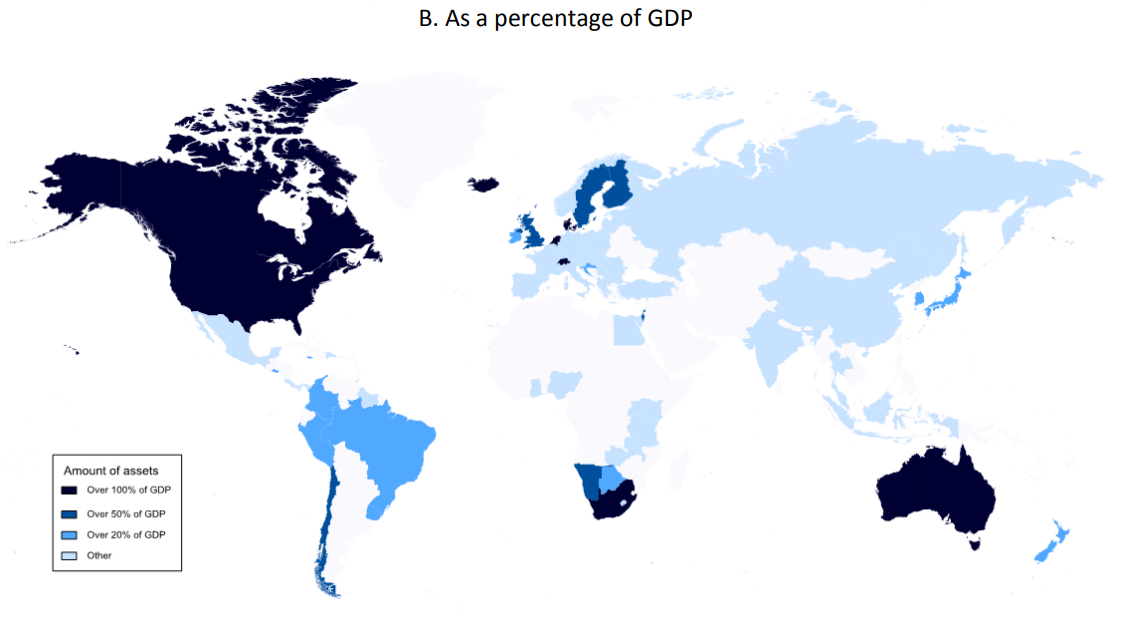 B. As a percentage of GDP
Amount of assets
Over 100% of GDP
Over 50% of GDP
Over 20% of GDP
Other